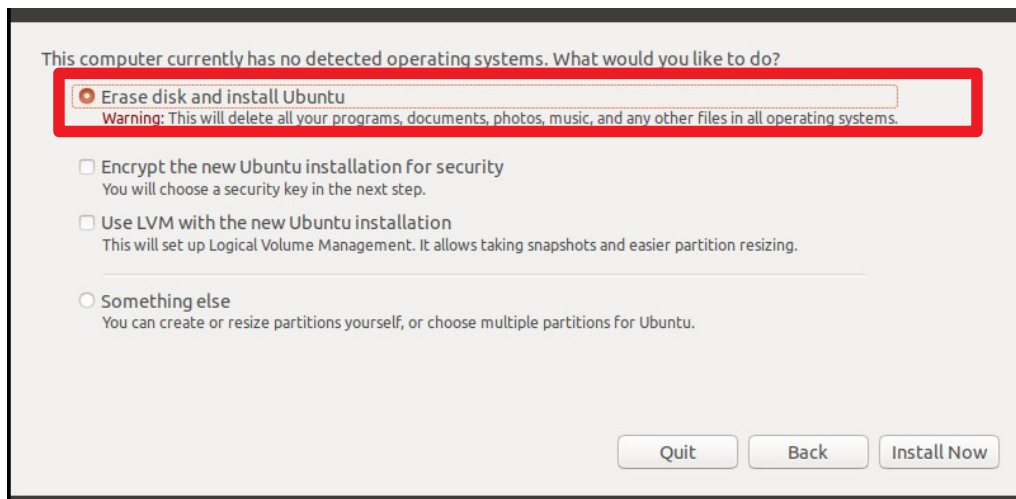 This computer currently has no detected operating systems. What would you like to do?
Erase disk and install Ubuntu
Warning: This will delete all your programs, documents, photos, music, and any other files in all operating systems.
Encrypt the new Ubuntu installation for security
You will choose a security key in the next step.
Use LVM with the new Ubuntu installation
This will set up Logical Volume Management. It allows taking snapshots and easier partition resizing.
Something else
You can create or resize partitions yourself, or choose multiple partitions for Ubuntu.
Quit Back Install Now